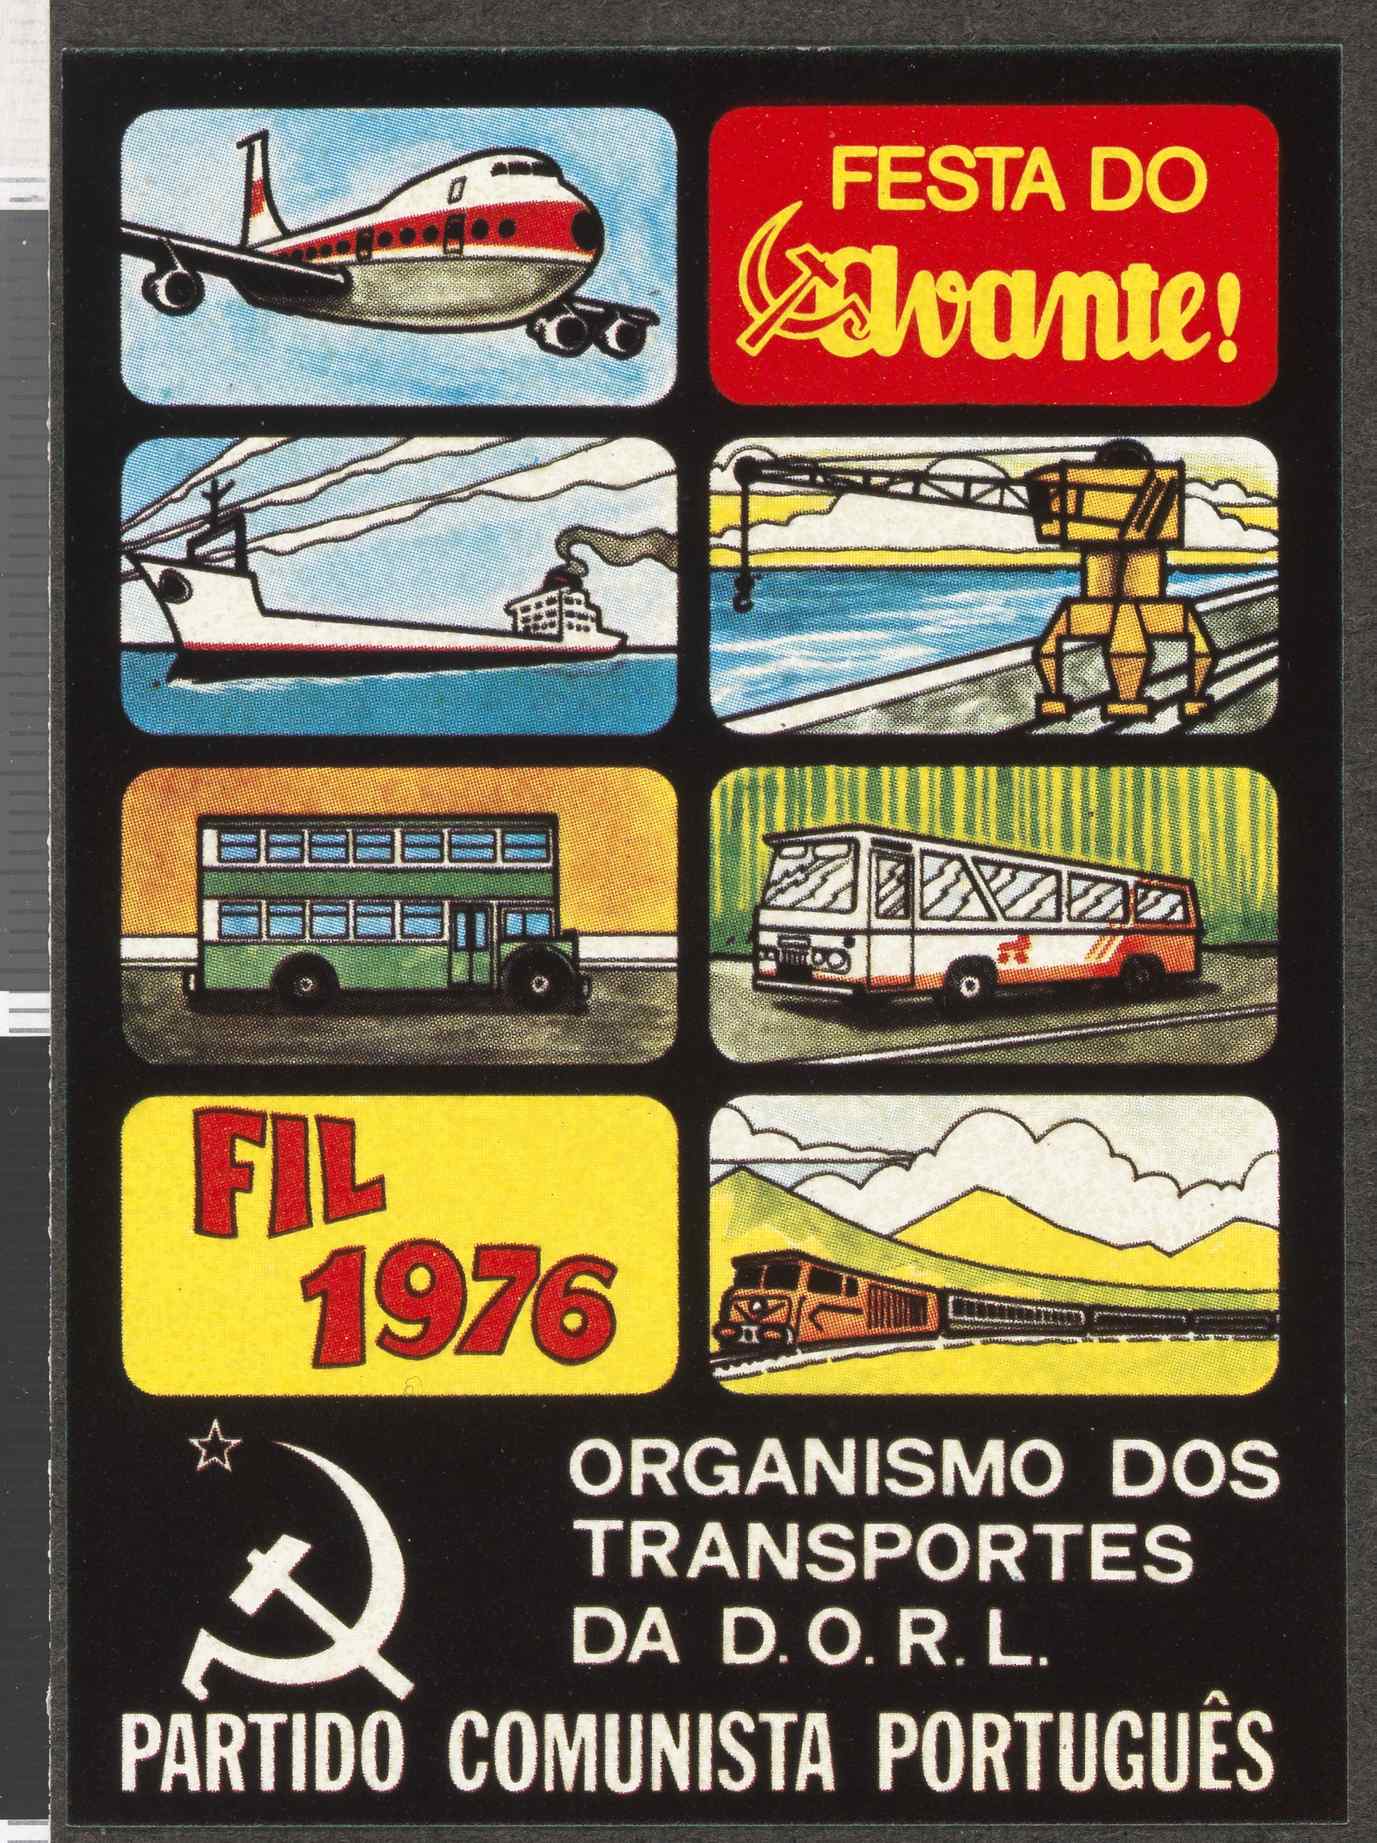 FESTA DO
avante!
FIL
1976
ORGANISMO DOS
TRANSPORTES
DA D.O.R.L.
PARTIDO COMUNISTA PORTUGUÊS